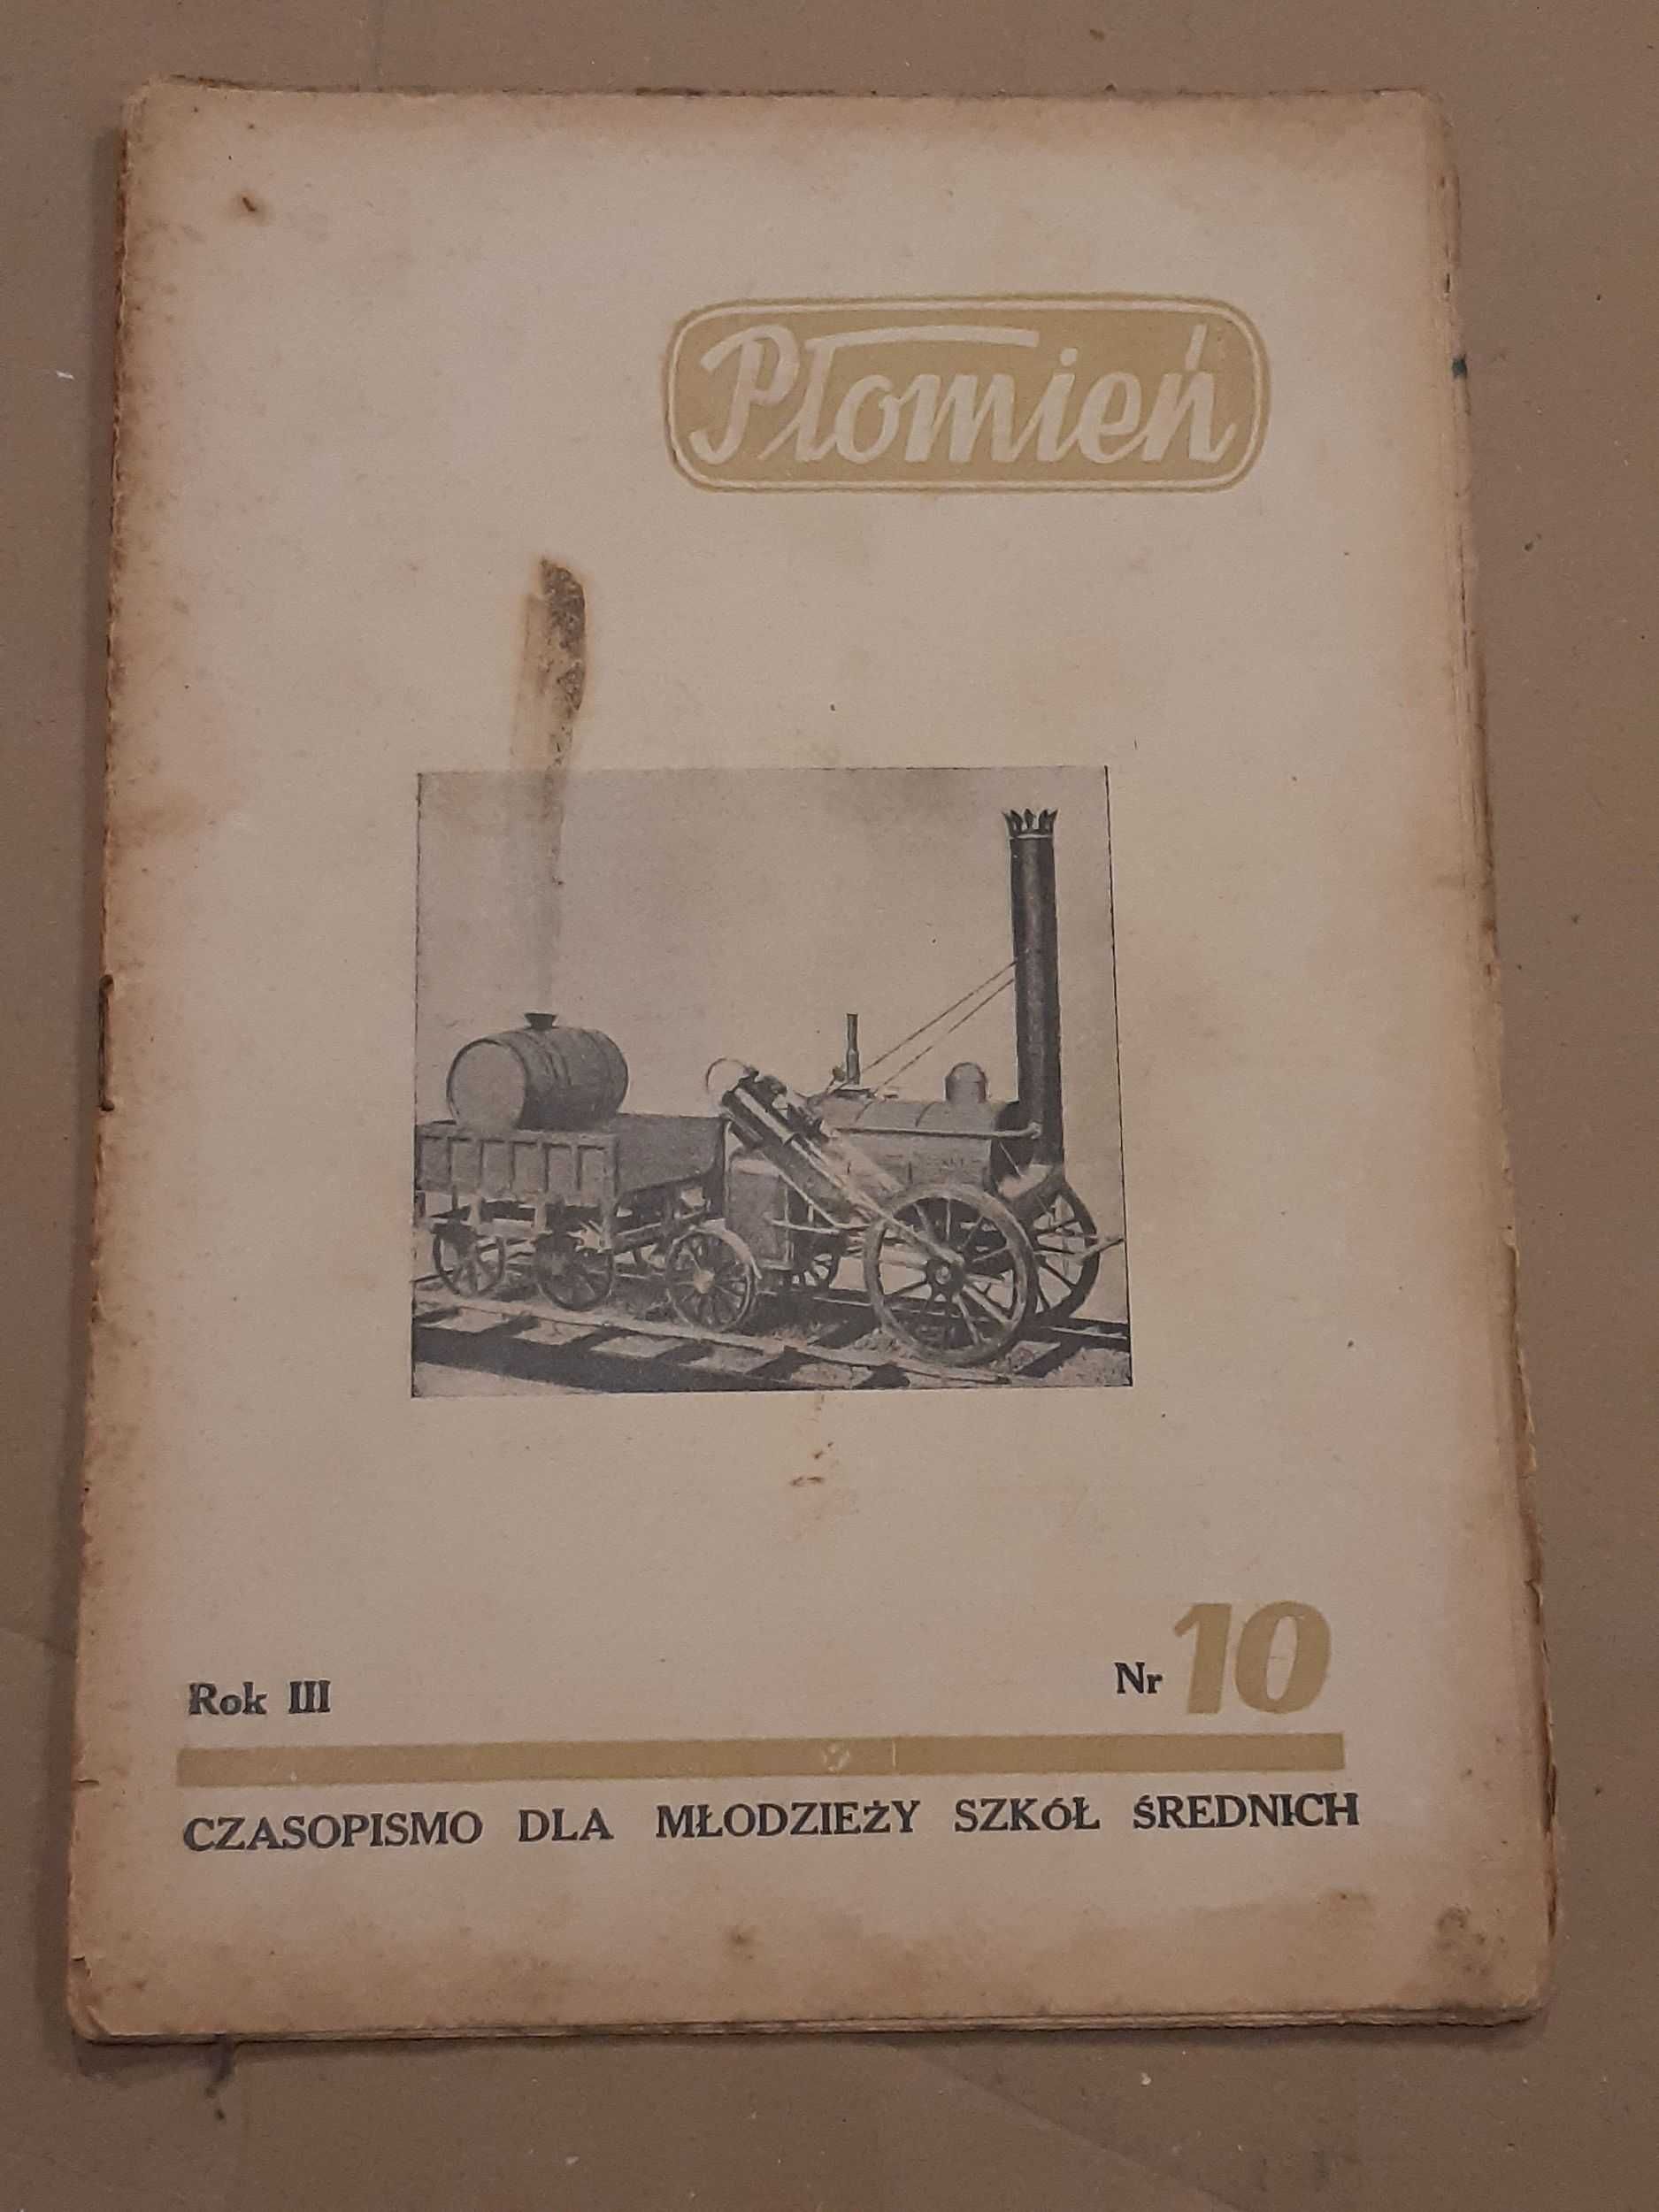 Płomień
Rok III
Nr 10
CZASOPISMO DLA MŁODZIEŻY SZKÓŁ ŚREDNICH